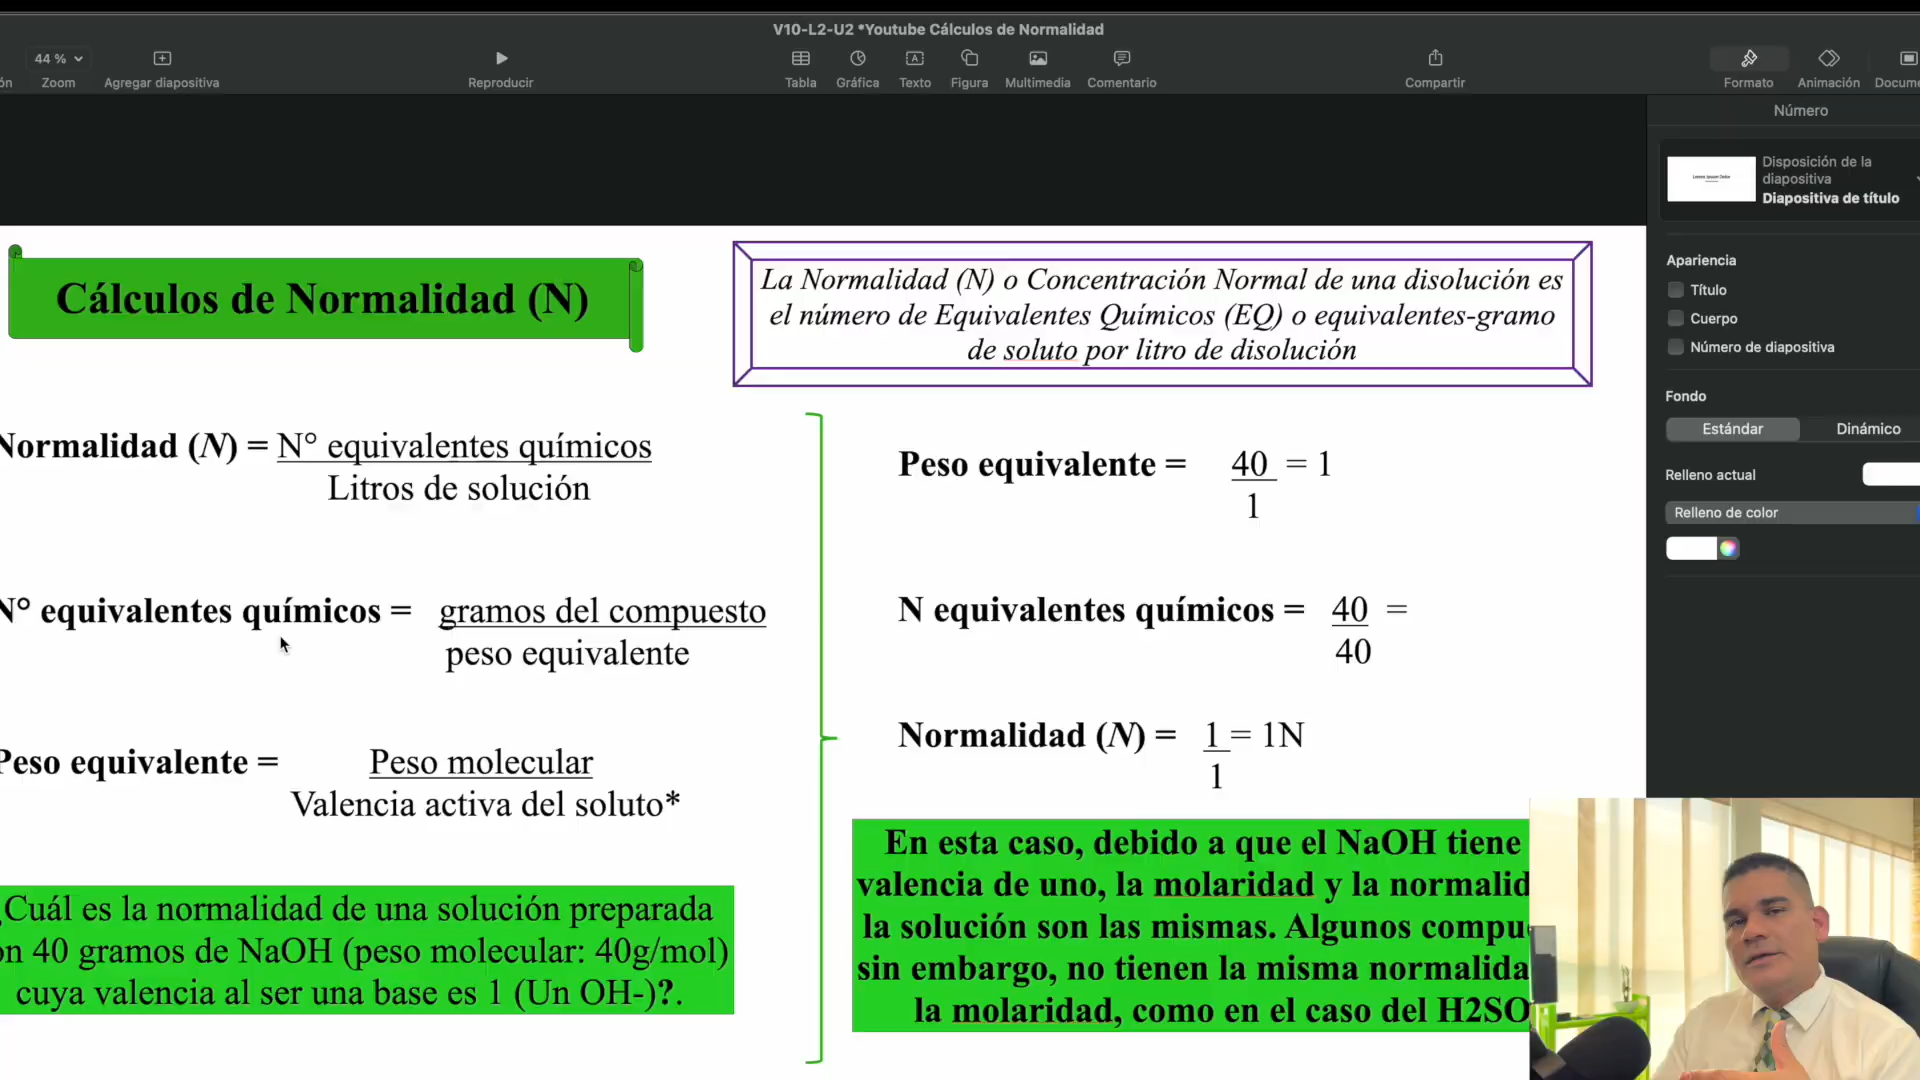 V10-L2-U2 *Youtube Cálculos de Normalidad
44 %
ón Zoom Agregar diapositiva Reproducir Tabla Gráfica Texto Figura Multimedia Comentario Compartir Formato Animación Docume
Número
Disposición de la
diapositiva
Diapositiva de título
Apariencia
Título
Cuerpo
Número de diapositiva
Fondo
Estándar Dinámico
Relleno actual
Relleno de color
Cálculos de Normalidad (N)
La Normalidad (N) o Concentración Normal de una disolución es
el número de Equivalentes Químicos (EQ) o equivalentes-gramo
de soluto por litro de disolución
Normalidad (N) = N° equivalentes químicos
Litros de solución
N° equivalentes químicos = gramos del compuesto
peso equivalente
Peso equivalente = Peso molecular
Valencia activa del soluto*
¿Cuál es la normalidad de una solución preparada
on 40 gramos de NaOH (peso molecular: 40g/mol)
cuya valencia al ser una base es 1 (Un OH-)?.
Peso equivalente = 40 = 1
1
N equivalentes químicos = 40 =
40
Normalidad (N) = 1 = 1N
1
En esta caso, debido a que el NaOH tiene
valencia de uno, la molaridad y la normalid
la solución son las mismas. Algunos compu
sin embargo, no tienen la misma normalida
la molaridad, como en el caso del H2SO